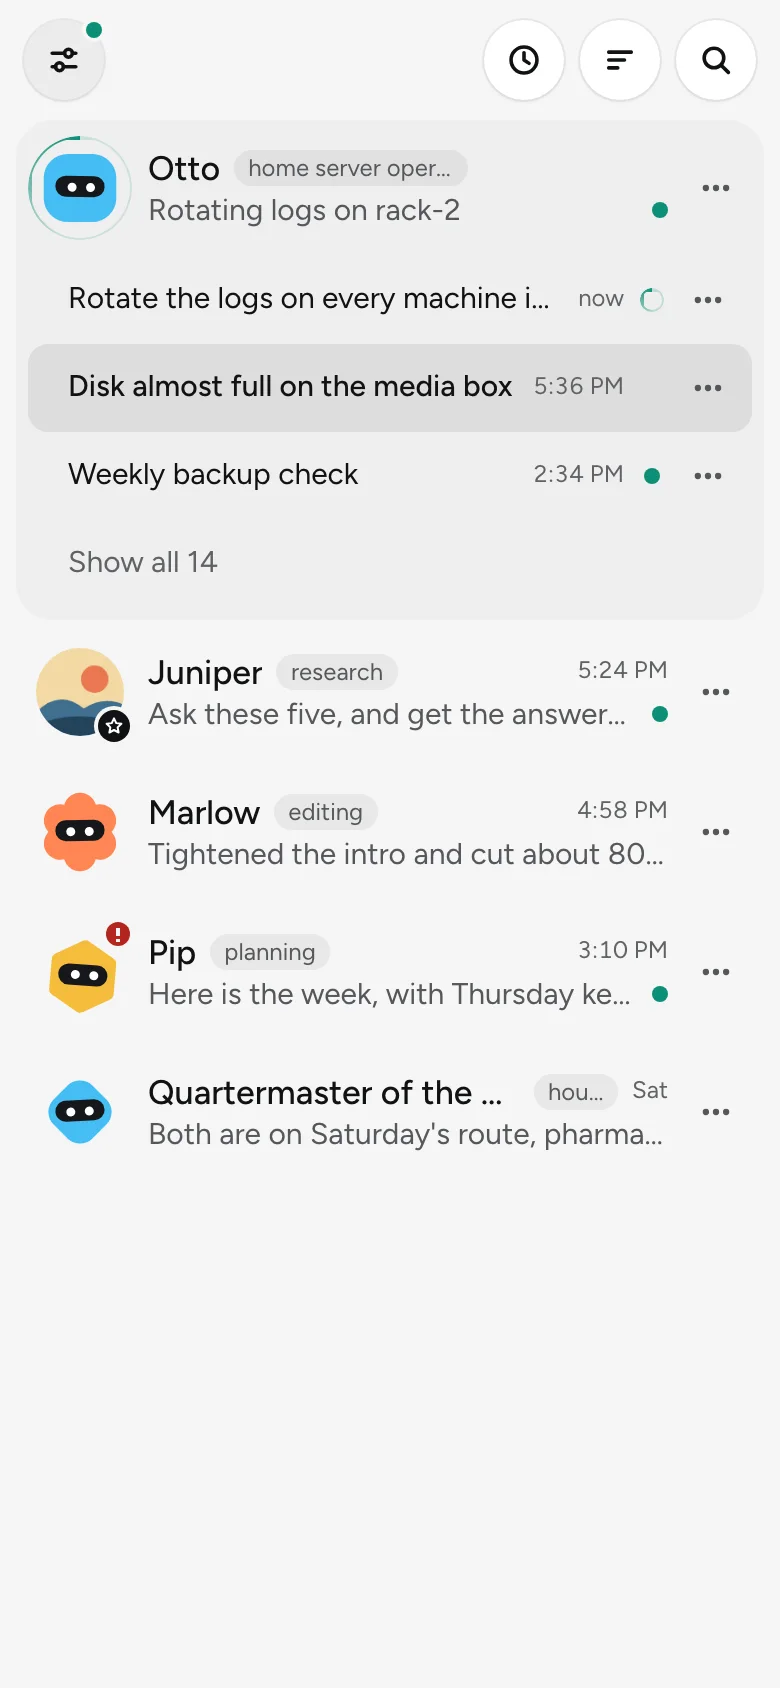 Otto home server oper...
Rotating logs on rack-2
Rotate the logs on every machine i... now
Disk almost full on the media box 5:36 PM
Weekly backup check 2:34 PM
Show all 14
Juniper research 5:24 PM
Ask these five, and get the answer...
Marlow editing 4:58 PM
Tightened the intro and cut about 80...
Pip planning 3:10 PM
Here is the week, with Thursday ke...
Quartermaster of the ... hou... Sat
Both are on Saturday's route, pharma...